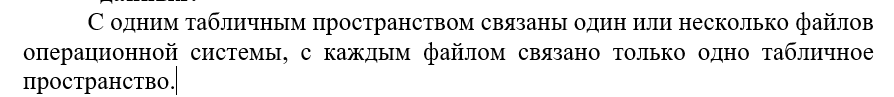 С одним табличным пространством связаны один или несколько файлов
операционной системы, с каждым файлом связано только одно табличное
пространство.